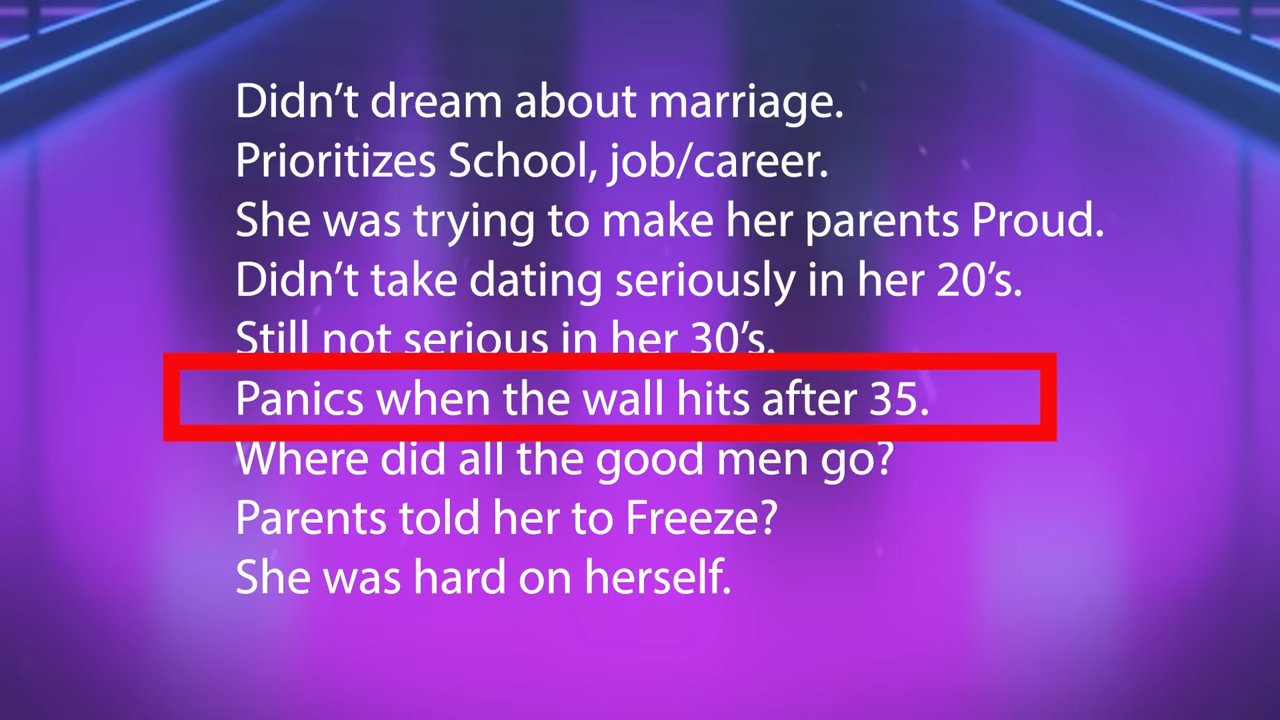 Didn’t dream about marriage.
Prioritizes School, job/career.
She was trying to make her parents Proud.
Didn’t take dating seriously in her 20’s.
Still not serious in her 30’s.
Panics when the wall hits after 35.
Where did all the good men go?
Parents told her to Freeze?
She was hard on herself.